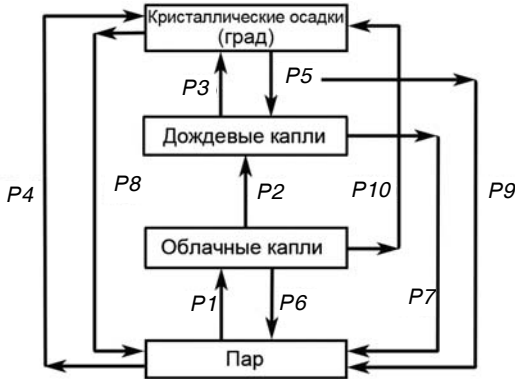 Кристаллические осадки
(град)
P3
P5
Дождевые капли
P4
P8
P2
P10
P9
Облачные капли
P1
P6
P7
Пар